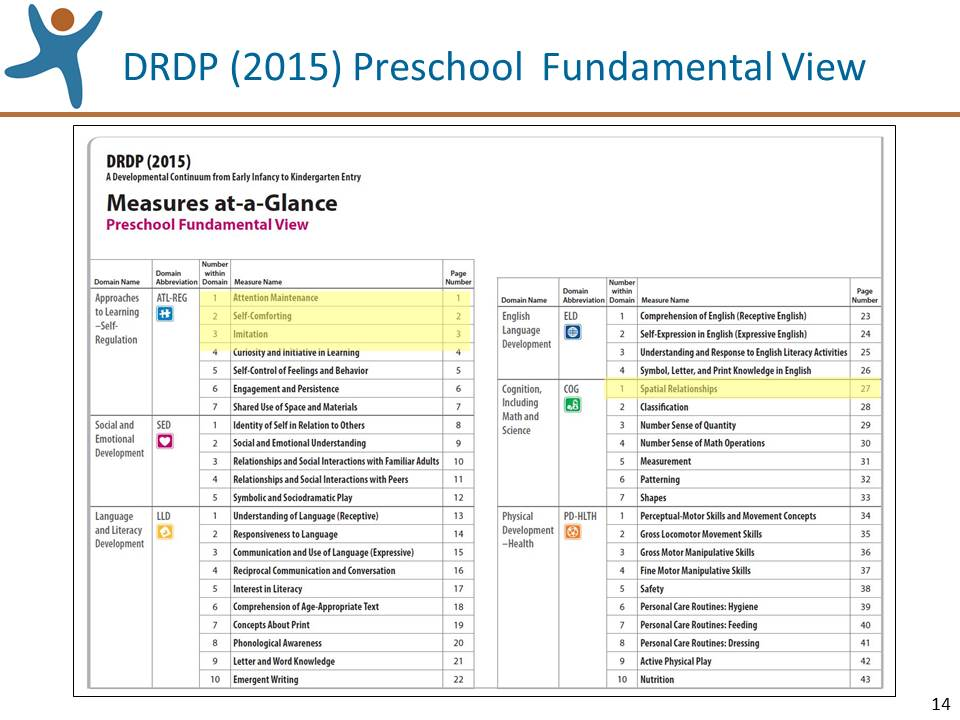 DRDP (2015) Preschool Fundamental View
DRDP (2015)
A Developmental Continuum from Early Infancy to Kindergarten Entry
Measures at-a-Glance
Preschool Fundamental View
Domain Name Domain Abbreviation Number within Domain Measure Name Page Number
Approaches to Learning –Self-Regulation ATL-REG 1 Attention Maintenance 1
2 Self-Comforting 2
3 Imitation 3
4 Curiosity and Initiative in Learning 4
5 Self-Control of Feelings and Behavior 5
6 Engagement and Persistence 6
7 Shared Use of Space and Materials 7
Social and Emotional Development SED 1 Identity of Self in Relation to Others 8
2 Social and Emotional Understanding 9
3 Relationships and Social Interactions with Familiar Adults 10
4 Relationships and Social Interactions with Peers 11
5 Symbolic and Sociodramatic Play 12
Language and Literacy Development LLD 1 Understanding of Language (Receptive) 13
2 Responsiveness to Language 14
3 Communication and Use of Language (Expressive) 15
4 Reciprocal Communication and Conversation 16
5 Interest in Literacy 17
6 Comprehension of Age-Appropriate Text 18
7 Concepts About Print 19
8 Phonological Awareness 20
9 Letter and Word Knowledge 21
10 Emergent Writing 22
Domain Name Domain Abbreviation Number within Domain Measure Name Page Number
English Language Development ELD 1 Comprehension of English (Receptive English) 23
2 Self-Expression in English (Expressive English) 24
3 Understanding and Response to English Literacy Activities 25
4 Symbol, Letter, and Print Knowledge in English 26
Cognition, Including Math and Science COG 1 Spatial Relationships 27
2 Classification 28
3 Number Sense of Quantity 29
4 Number Sense of Math Operations 30
5 Measurement 31
6 Patterning 32
7 Shapes 33
Physical Development –Health PD-HLTH 1 Perceptual-Motor Skills and Movement Concepts 34
2 Gross Locomotor Movement Skills 35
3 Gross Motor Manipulative Skills 36
4 Fine Motor Manipulative Skills 37
5 Safety 38
6 Personal Care Routines: Hygiene 39
7 Personal Care Routines: Feeding 40
8 Personal Care Routines: Dressing 41
9 Active Physical Play 42
10 Nutrition 43
14